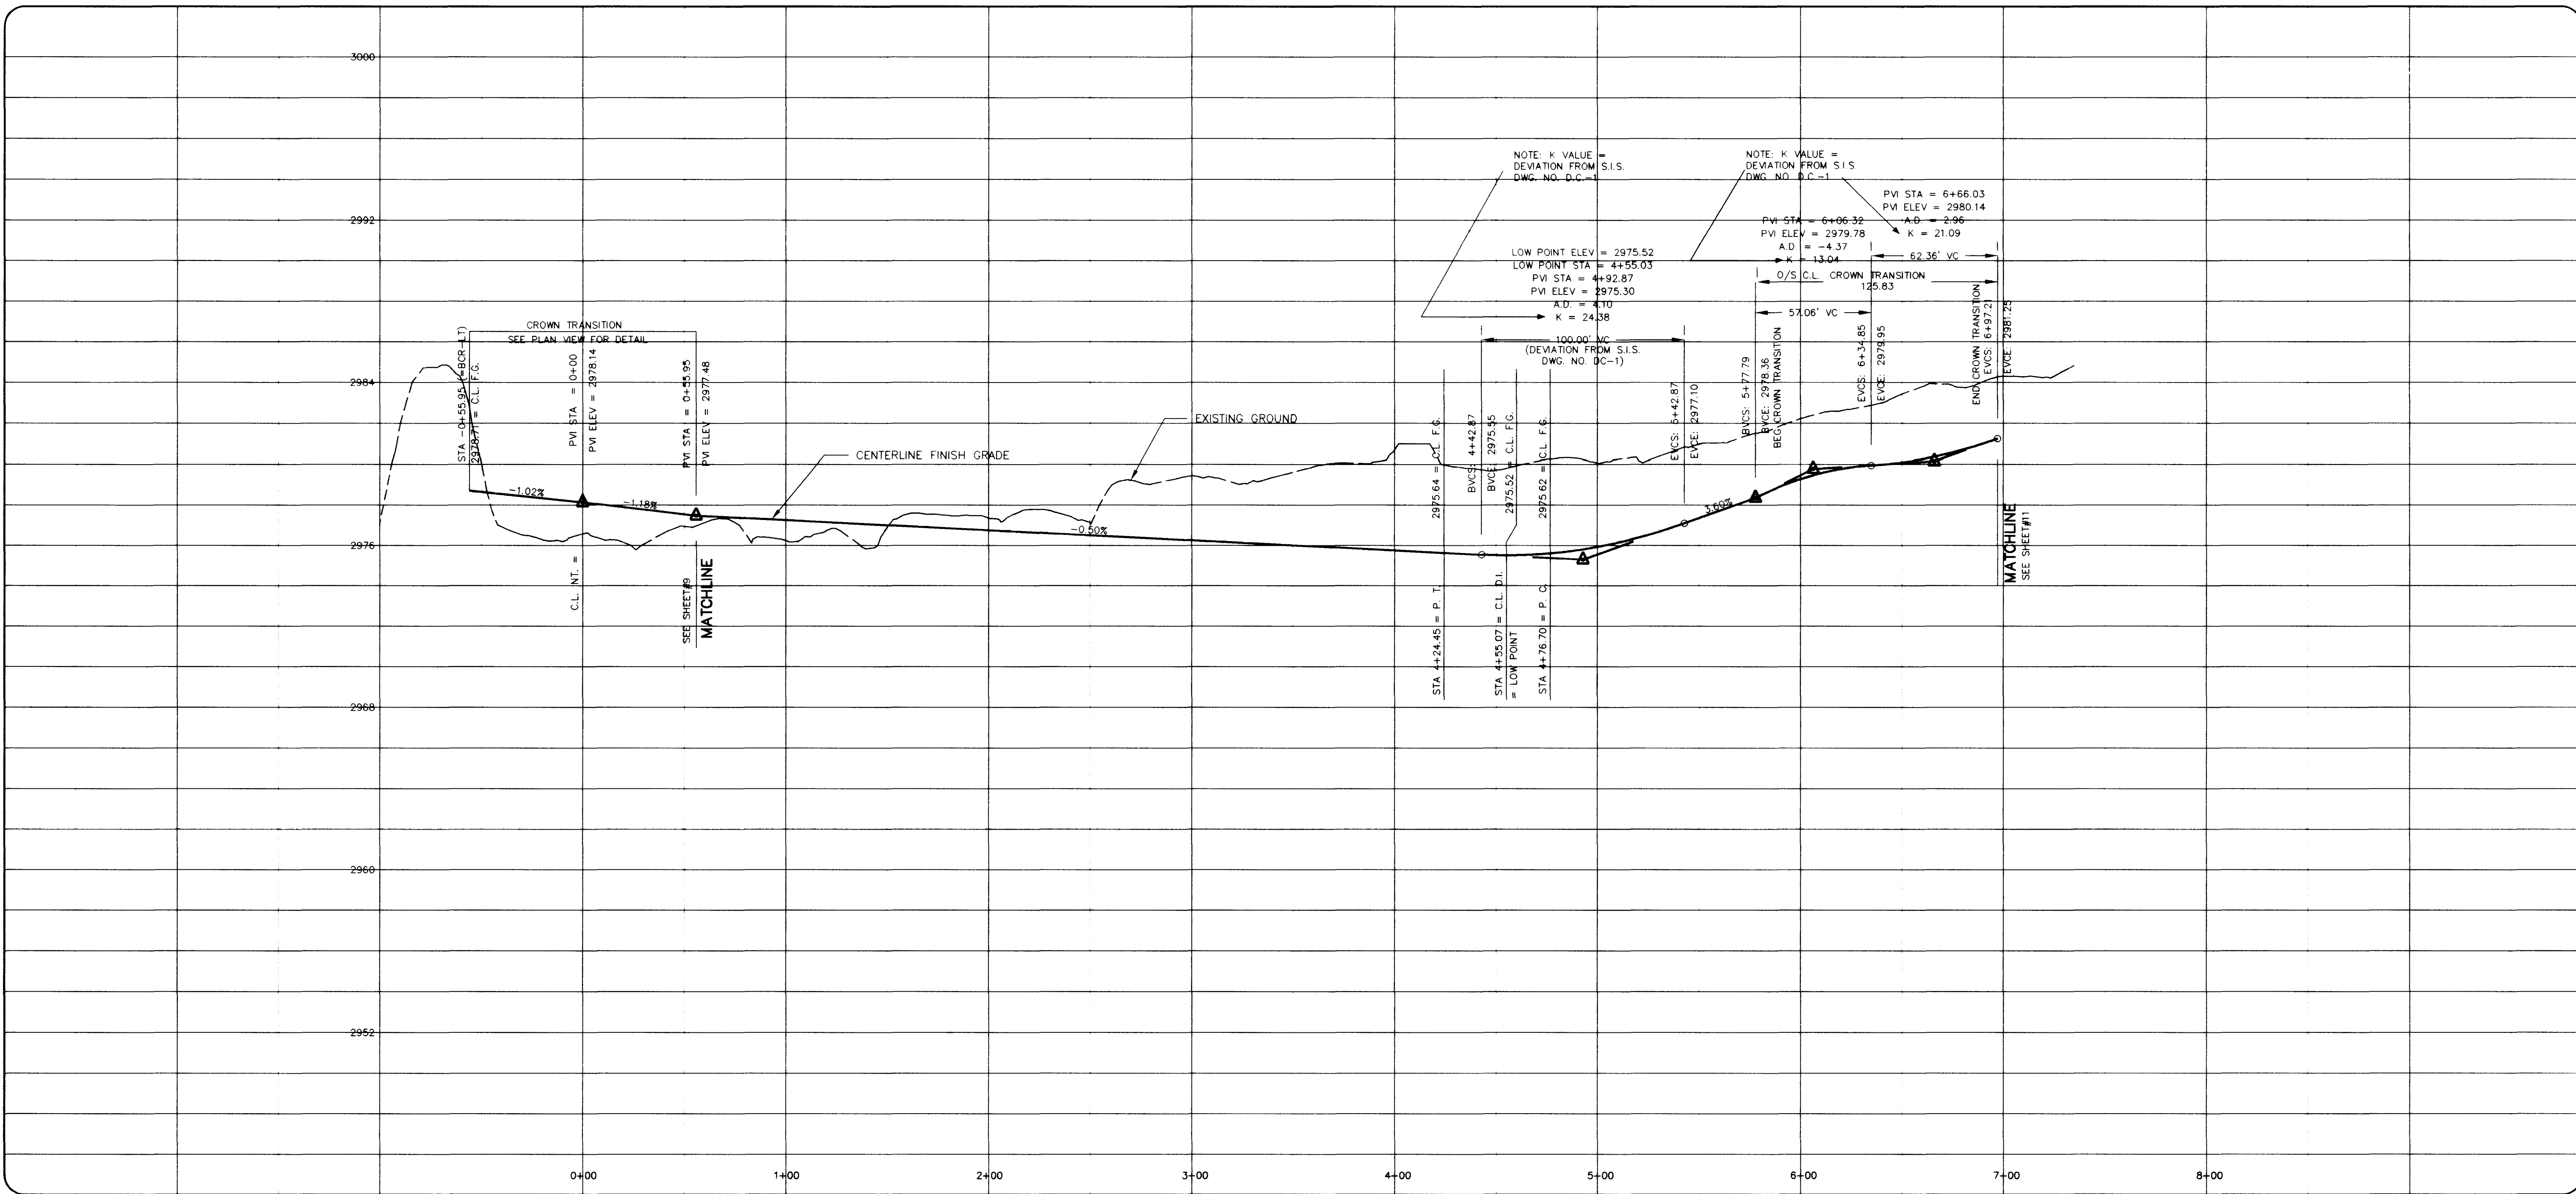 3000
2992
2984
2976
2968
2960
2952
0+00
1+00
2+00
3+00
4+00
5+00
6+00
7+00
8+00
STA -0+55.95 (=BCR-LT)
2978.71 = C.L. F.G.
CROWN TRANSITION
SEE PLAN VIEW FOR DETAIL
PVI STA = 0+00
PVI ELEV = 2978.14
PVI STA = 0+55.95
PVI ELEV = 2977.48
-1.02%
-1.18%
C.L. NT. =
SEE SHEET#9
MATCHLINE
CENTERLINE FINISH GRADE
EXISTING GROUND
-0.50%
NOTE: K VALUE =
DEVIATION FROM S.I.S.
DWG. NO. D.C.-1
LOW POINT ELEV = 2975.52
LOW POINT STA = 4+55.03
PVI STA = 4+92.87
PVI ELEV = 2975.30
A.D. = 4.10
K = 24.38
100.00' VC
(DEVIATION FROM S.I.S.
DWG. NO. DC-1)
2975.64 = C.L. F.G.
STA 4+24.45 = P. T.
BVCS: 4+42.87
BVCE: 2975.55
2975.52 = C.L. F.G.
STA 4+55.07 = C.L. D.I.
= LOW POINT
2975.62 = C.L. F.G.
STA 4+76.70 = P. C.
EVCS: 5+42.87
EVCE: 2977.10
3.60%
NOTE: K VALUE =
DEVIATION FROM S.I.S
DWG. NO. D.C.-1
PVI STA = 6+06.32
PVI ELEV = 2979.78
A.D. = -4.37
K = 13.04
PVI STA = 6+66.03
PVI ELEV = 2980.14
A.D. = 2.96
K = 21.09
62.36' VC
O/S C.L. CROWN TRANSITION
125.83
57.06' VC
BVCS: 5+77.79
BVCE: 2978.36
BEG CROWN TRANSITION
EVCS: 6+34.85
EVCE: 2979.95
END CROWN TRANSITION
EVCS: 6+97.21
EVCE: 2981.25
MATCHLINE
SEE SHEET#11